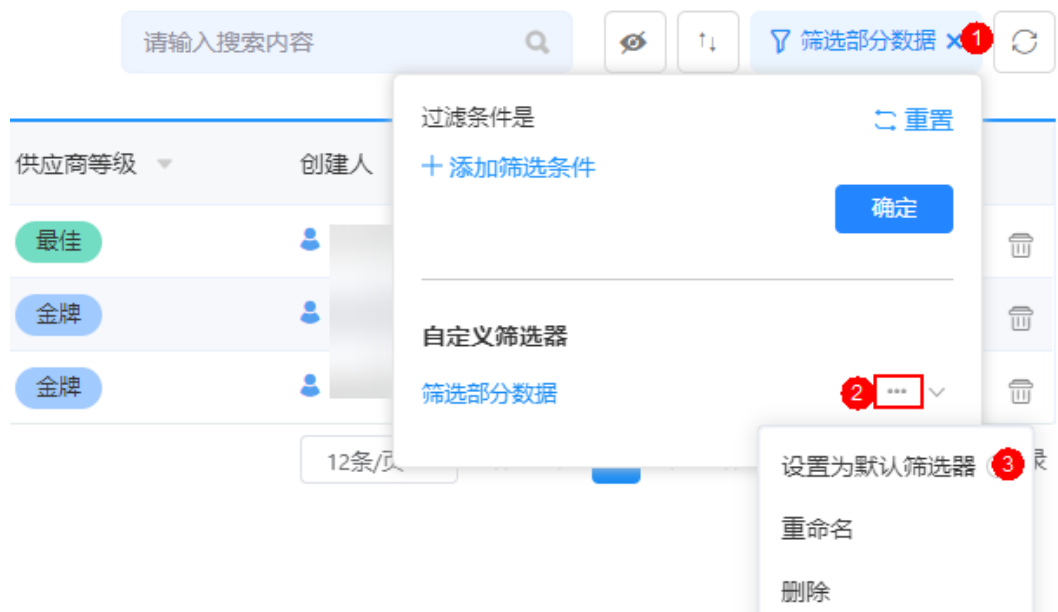 请输入搜索内容
筛选部分数据 × 1
过滤条件是
重置
供应商等级
创建人
+ 添加筛选条件
确定
最佳
金牌
自定义筛选器
金牌
筛选部分数据
2 ···
12条/页
设置为默认筛选器 3
录
重命名
删除